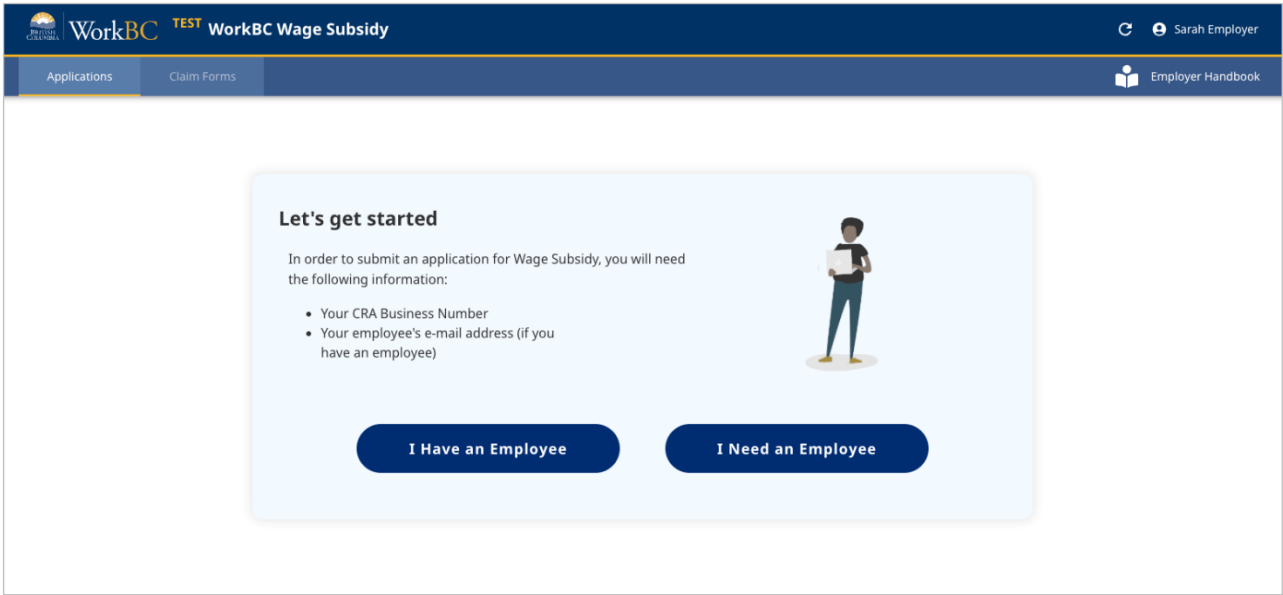 BRITISH
COLUMBIA
WorkBC
TEST WorkBC Wage Subsidy
Sarah Employer
Applications
Claim Forms
Employer Handbook
Let's get started
In order to submit an application for Wage Subsidy, you will need
the following information:
• Your CRA Business Number
• Your employee's e-mail address (if you
have an employee)
I Have an Employee
I Need an Employee